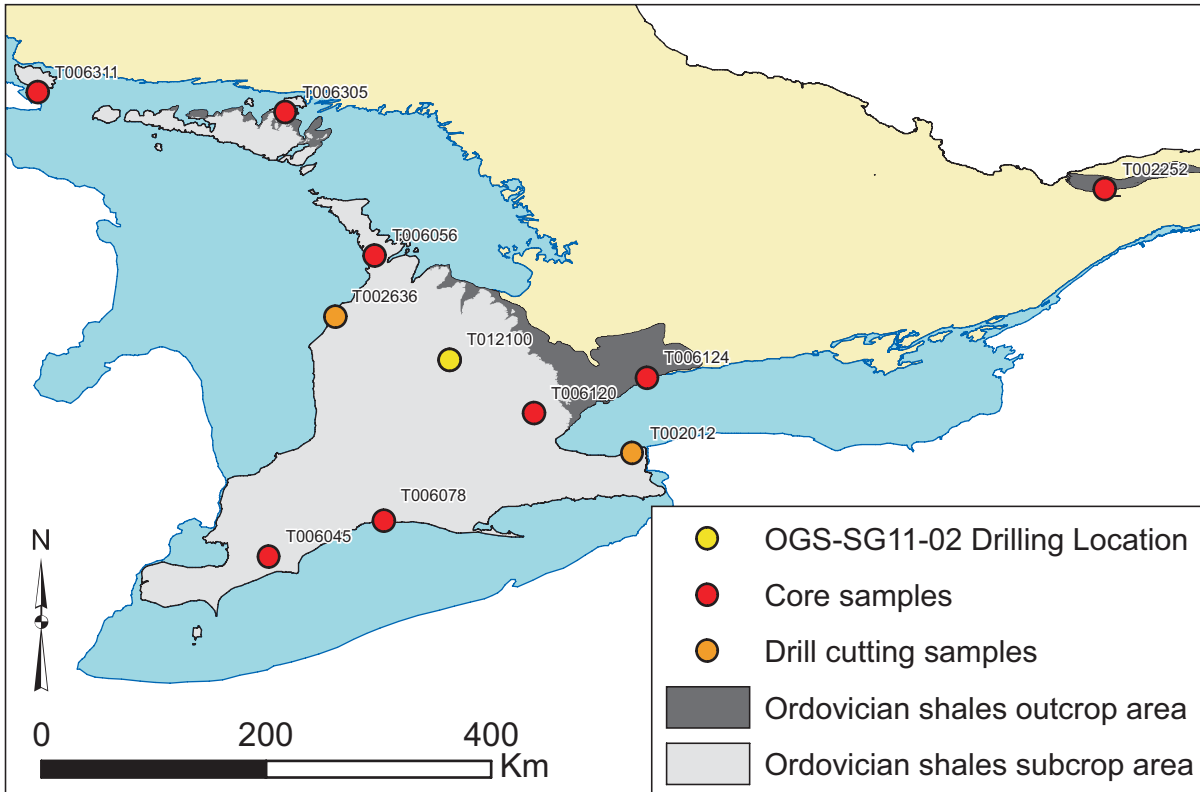 T006311
T006305
T002252
T006056
T002636
T012100
T006124
T006120
T002012
T006078
T006045
N
OGS-SG11-02 Drilling Location
Core samples
Drill cutting samples
Ordovician shales outcrop area
Ordovician shales subcrop area
0 200 400
Km